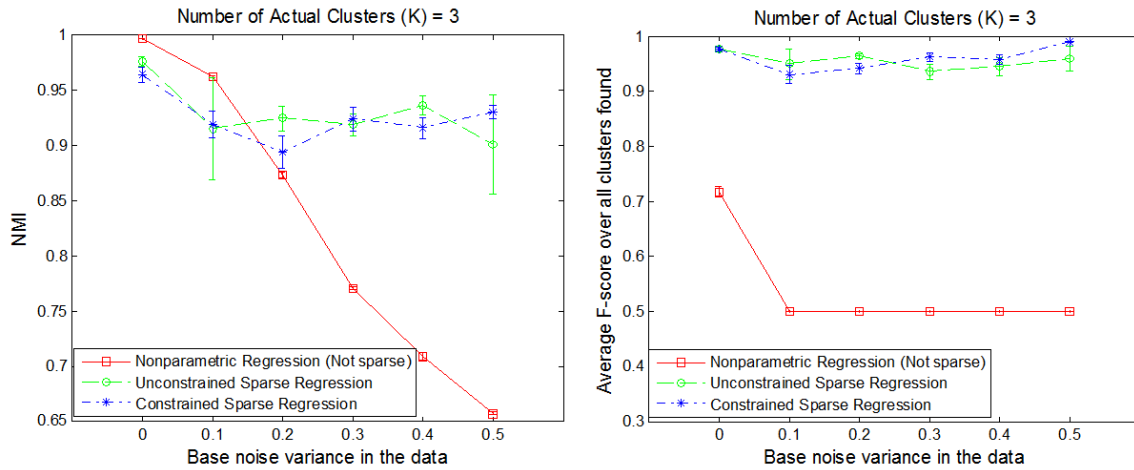 Number of Actual Clusters (K) = 3
1
0.95
0.9
0.85
0.8
0.75
0.7
0.65
NMI
Nonparametric Regression (Not sparse)
Unconstrained Sparse Regression
Constrained Sparse Regression
0 0.1 0.2 0.3 0.4 0.5
Base noise variance in the data
Number of Actual Clusters (K) = 3
1
0.9
0.8
0.7
0.6
0.5
0.4
0.3
Average F-score over all clusters found
Nonparametric Regression (Not sparse)
Unconstrained Sparse Regression
Constrained Sparse Regression
0 0.1 0.2 0.3 0.4 0.5
Base noise variance in the data